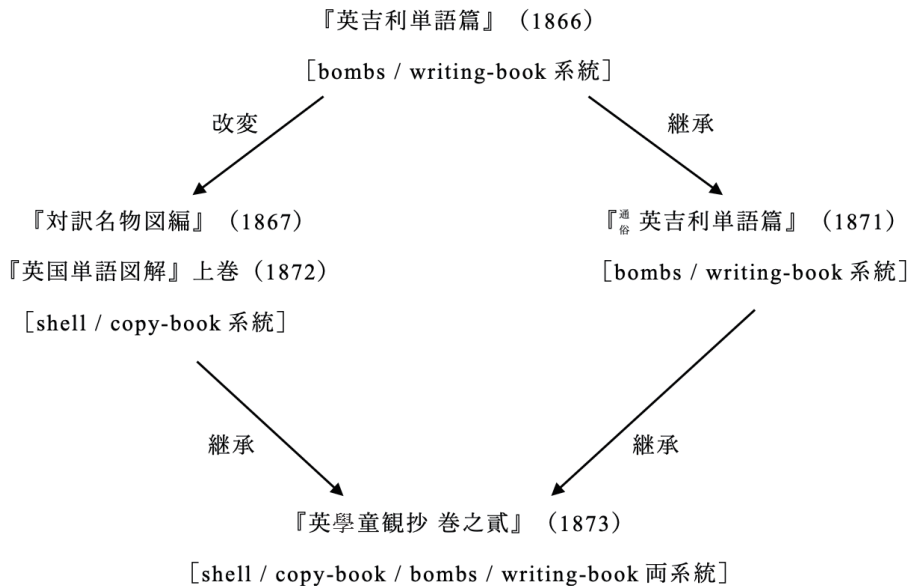 『英吉利単語篇』（1866）
［bombs / writing-book 系統］
改変
継承
『対訳名物図編』（1867）
『英国単語図解』上巻（1872）
［shell / copy-book 系統］
『通俗 英吉利単語篇』（1871）
［bombs / writing-book 系統］
継承
継承
『英學童観抄 巻之貳』（1873）
［shell / copy-book / bombs / writing-book 両系統］